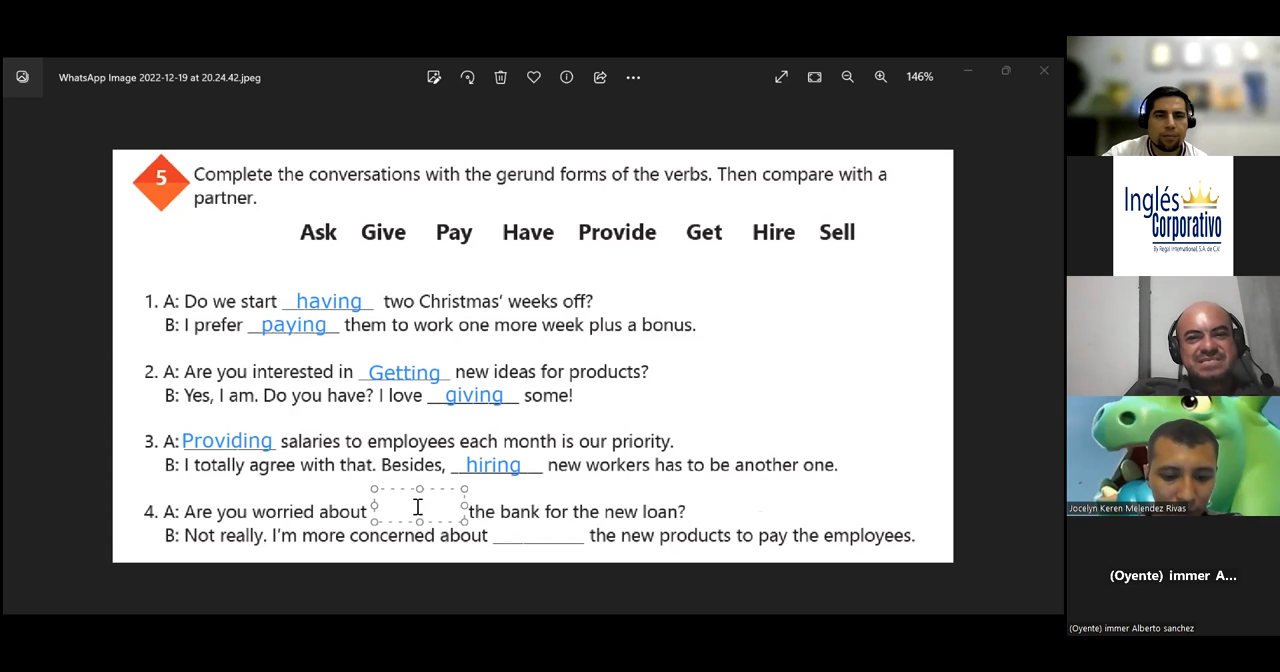 WhatsApp Image 2022-12-19 at 20.24.42.jpeg
146%
5 Complete the conversations with the gerund forms of the verbs. Then compare with a
partner.
Ask Give Pay Have Provide Get Hire Sell
1. A: Do we start having two Christmas' weeks off?
B: I prefer paying them to work one more week plus a bonus.
2. A: Are you interested in Getting new ideas for products?
B: Yes, I am. Do you have? I love giving some!
3. A: Providing salaries to employees each month is our priority.
B: I totally agree with that. Besides, hiring new workers has to be another one.
4. A: Are you worried about the bank for the new loan?
B: Not really. I'm more concerned about __________ the new products to pay the employees.
Inglés
Corporativo
By Regal International, S.A. de C.V.
Jocelyn Keren Melendez Rivas
(Oyente) immer A...
(Oyente) immer Alberto sanchez